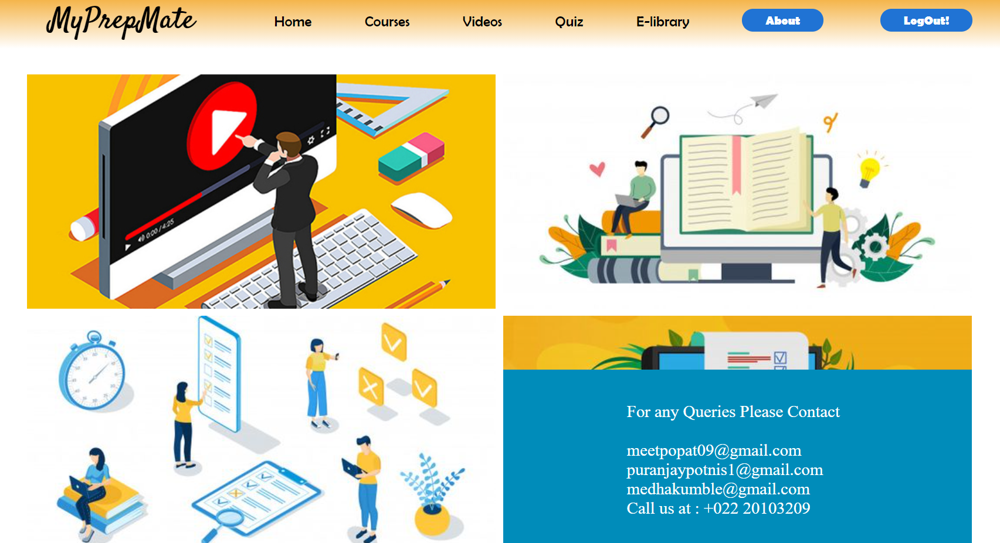 MyPrepMate
Home
Courses
Videos
Quiz
E-library
About
LogOut!
0:00 / 4:25
For any Queries Please Contact
meetpopat09@gmail.com
puranjaypotnis1@gmail.com
medhakumble@gmail.com
Call us at : +022 20103209